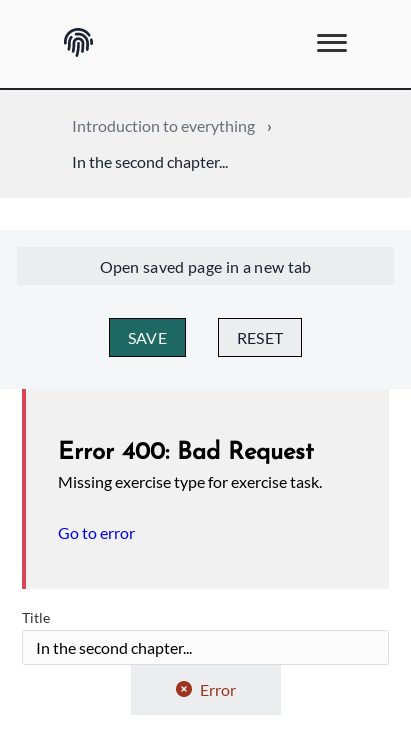 Introduction to everything ›
In the second chapter...
Open saved page in a new tab
SAVE RESET
Error 400: Bad Request
Missing exercise type for exercise task.
Go to error
Title
In the second chapter...
Error